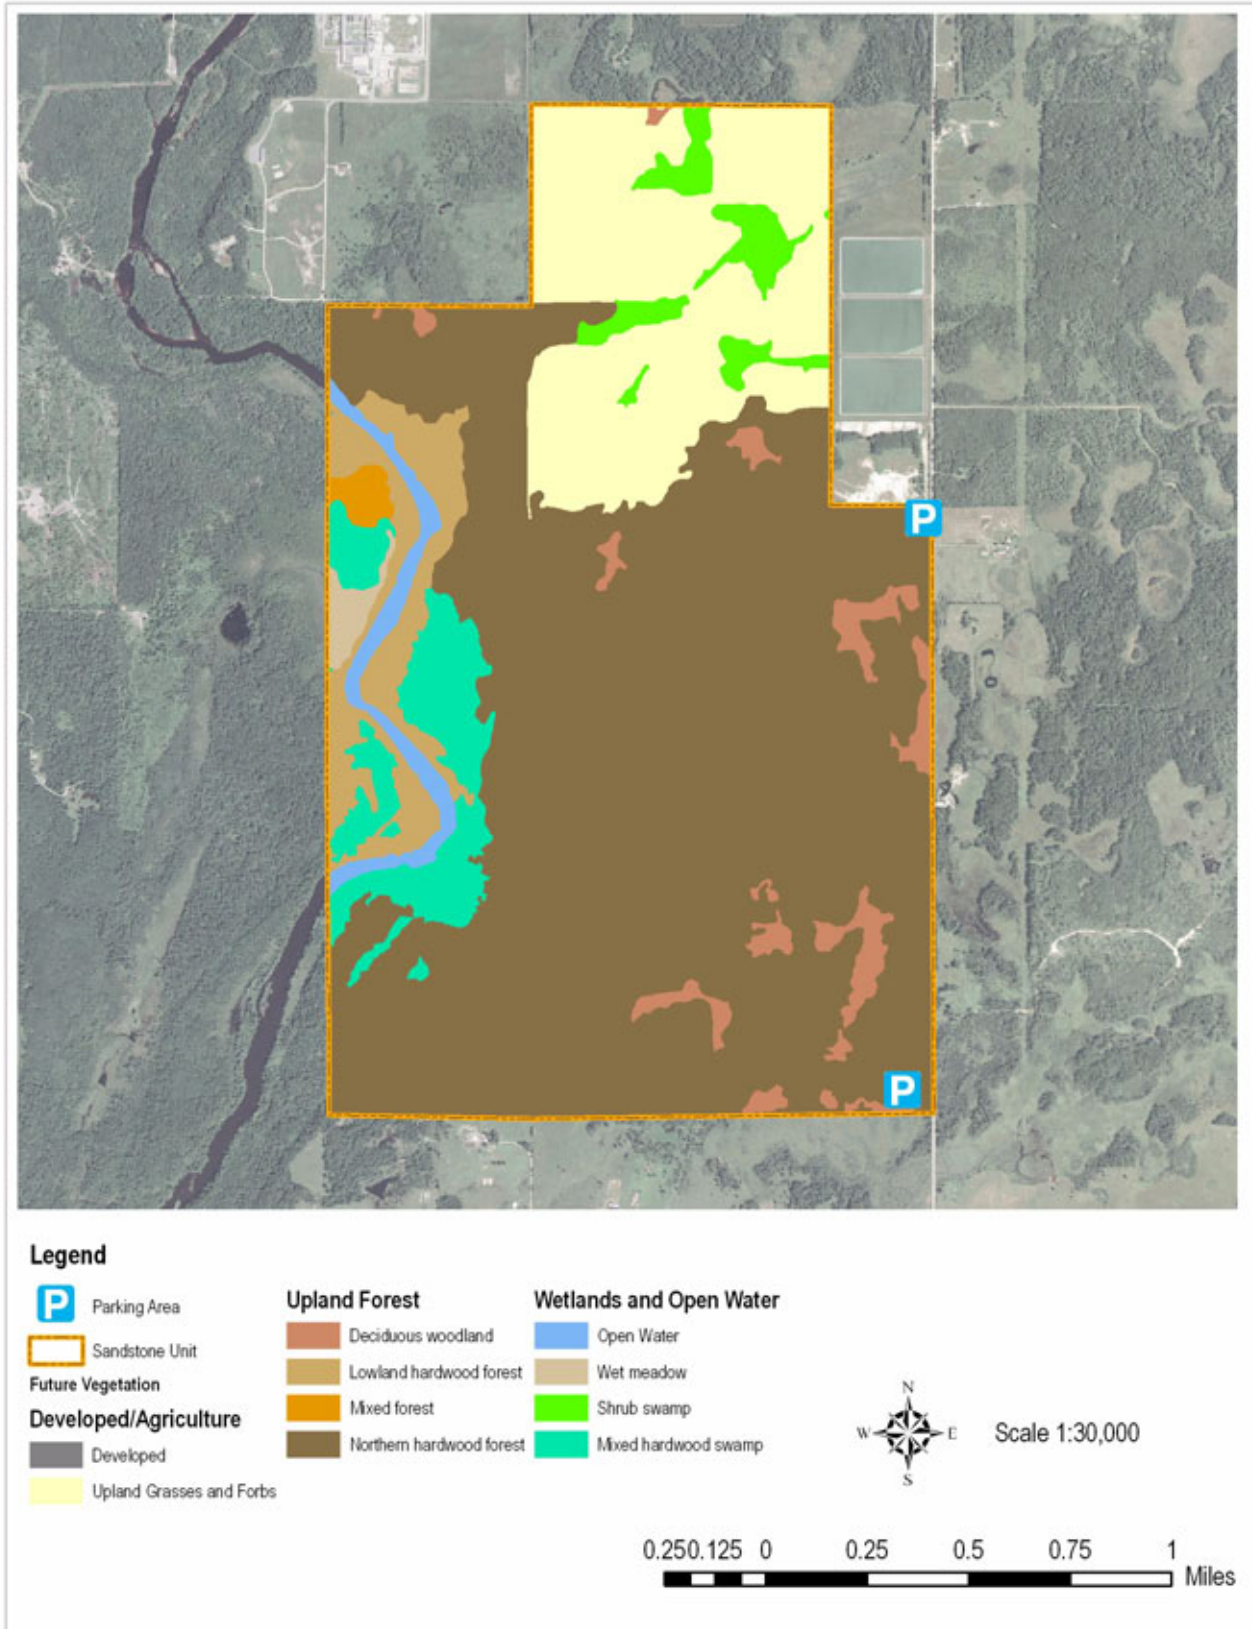 P
P
Legend
P Parking Area
Sandstone Unit
Future Vegetation
Developed/Agriculture
Developed
Upland Grasses and Forbs
Upland Forest
Deciduous woodland
Lowland hardwood forest
Mixed forest
Northern hardwood forest
Wetlands and Open Water
Open Water
Wet meadow
Shrub swamp
Mixed hardwood swamp
N
W E
S
Scale 1:30,000
0.250.125 0 0.25 0.5 0.75 1
Miles